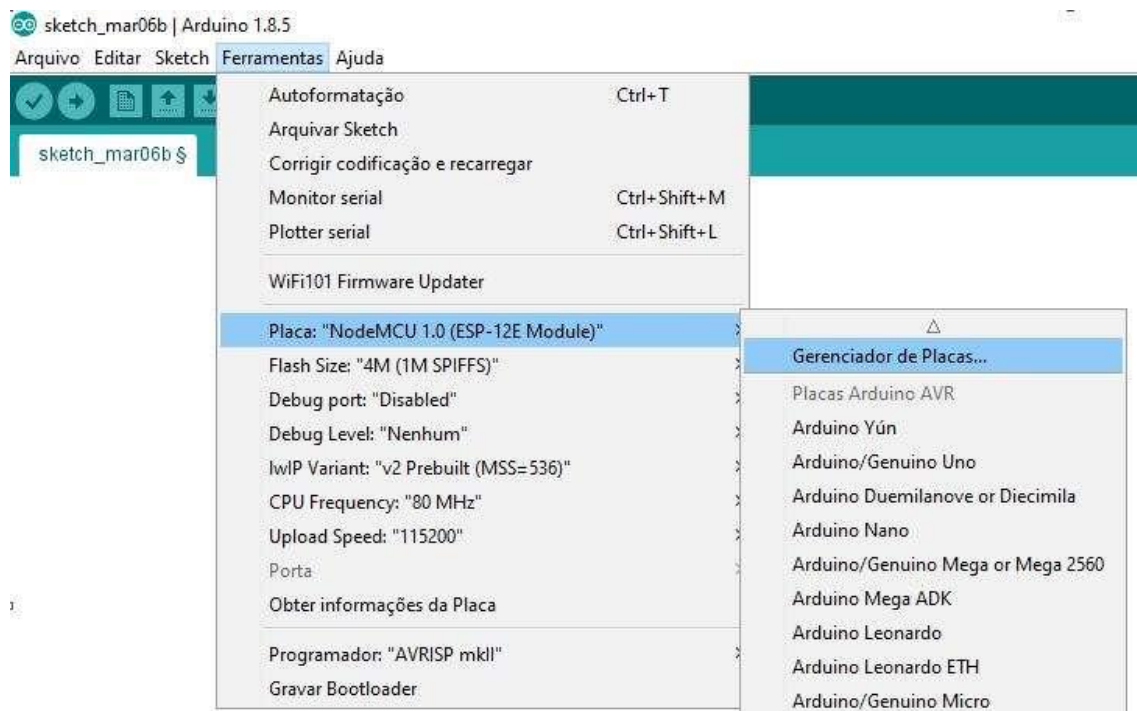 sketch_mar06b | Arduino 1.8.5
Arquivo Editar Sketch Ferramentas Ajuda
sketch_mar06b §
Autoformatação Ctrl+T
Arquivar Sketch
Corrigir codificação e recarregar
Monitor serial Ctrl+Shift+M
Plotter serial Ctrl+Shift+L
WiFi101 Firmware Updater
Placa: "NodeMCU 1.0 (ESP-12E Module)"
Flash Size: "4M (1M SPIFFS)"
Debug port: "Disabled"
Debug Level: "Nenhum"
lwIP Variant: "v2 Prebuilt (MSS=536)"
CPU Frequency: "80 MHz"
Upload Speed: "115200"
Porta
Obter informações da Placa
Programador: "AVRISP mkII"
Gravar Bootloader
Gerenciador de Placas...
Placas Arduino AVR
Arduino Yún
Arduino/Genuino Uno
Arduino Duemilanove or Diecimila
Arduino Nano
Arduino/Genuino Mega or Mega 2560
Arduino Mega ADK
Arduino Leonardo
Arduino Leonardo ETH
Arduino/Genuino Micro